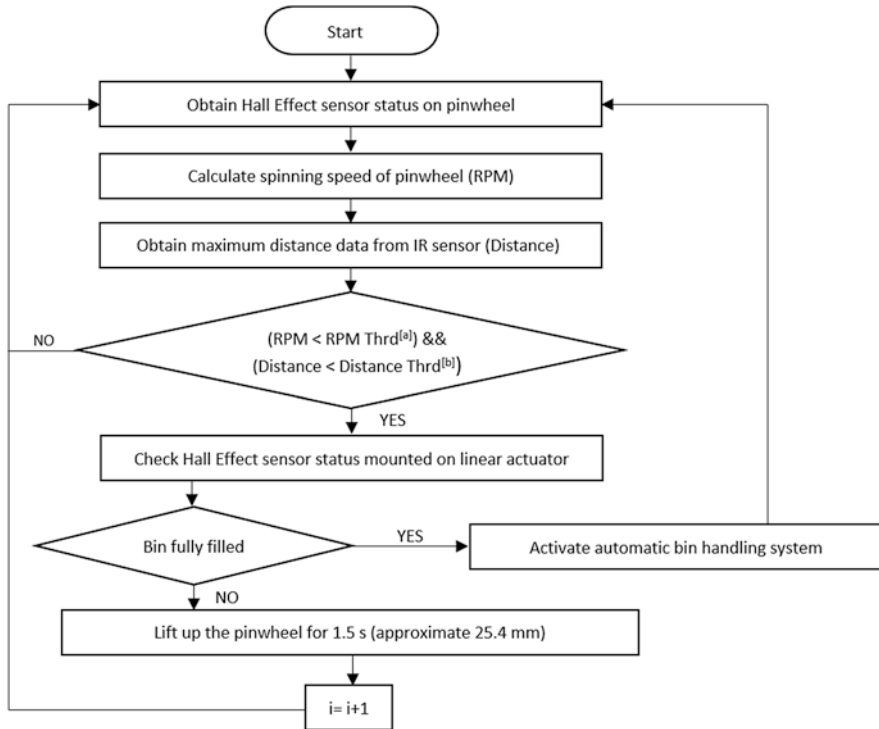 Start
Obtain Hall Effect sensor status on pinwheel
Calculate spinning speed of pinwheel (RPM)
Obtain maximum distance data from IR sensor (Distance)
NO
(RPM < RPM Thrd[a]) &&
(Distance < Distance Thrd[b])
YES
Check Hall Effect sensor status mounted on linear actuator
Bin fully filled
YES
Activate automatic bin handling system
NO
Lift up the pinwheel for 1.5 s (approximate 25.4 mm)
i= i+1